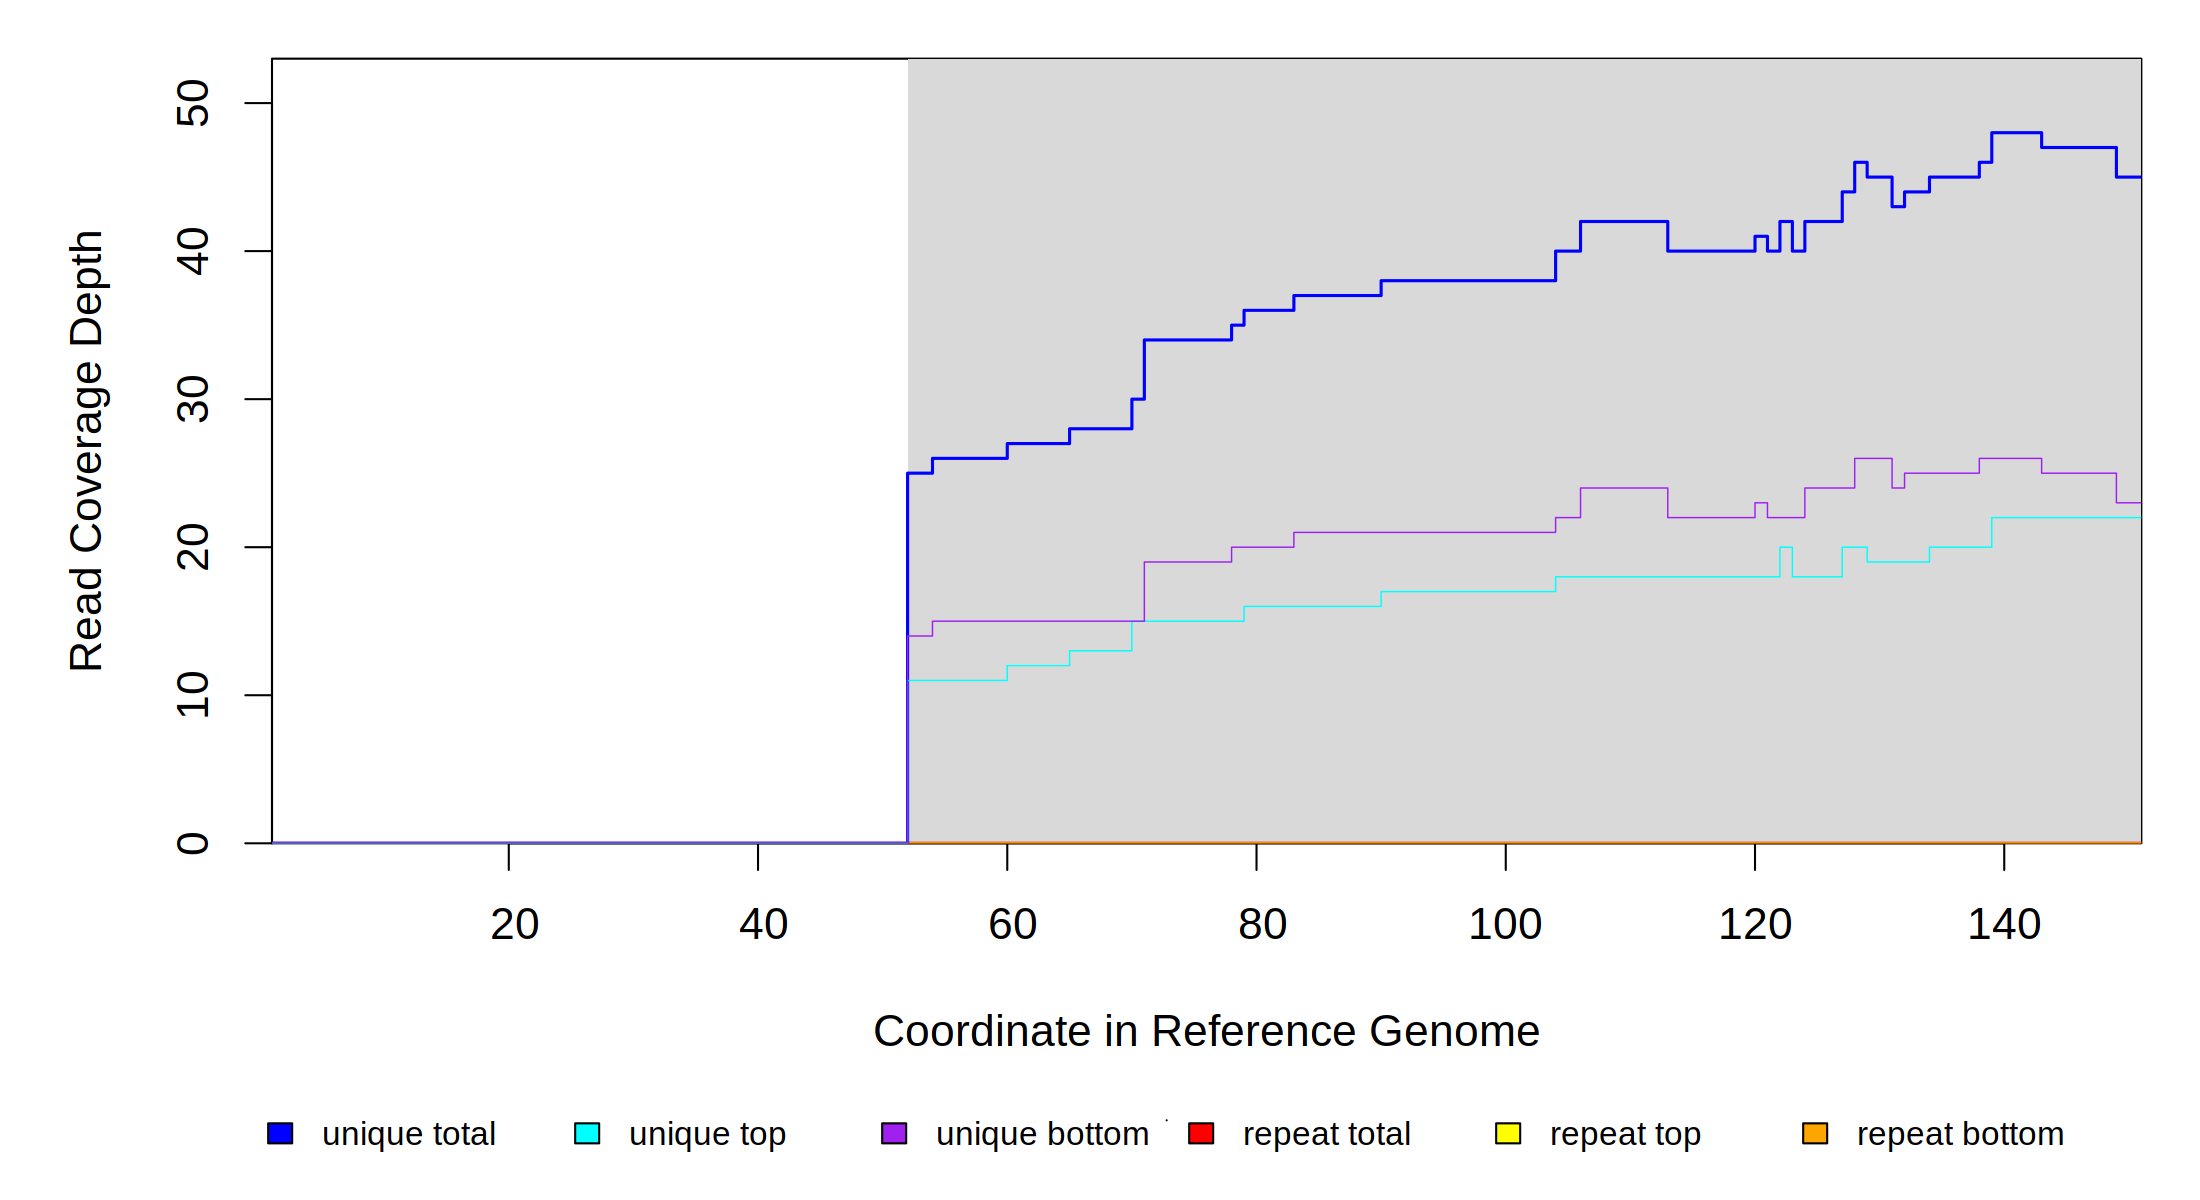 50
40
30
20
10
0
Read Coverage Depth
20 40 60 80 100 120 140
Coordinate in Reference Genome
unique total unique top unique bottom repeat total repeat top repeat bottom